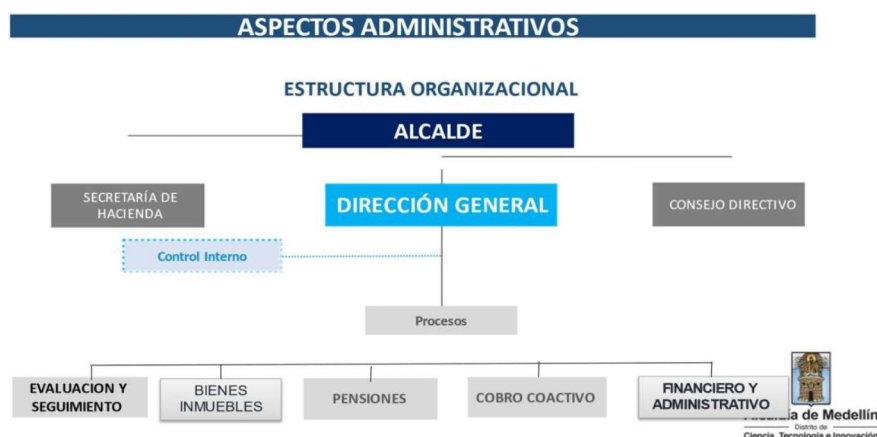 ASPECTOS ADMINISTRATIVOS
ESTRUCTURA ORGANIZACIONAL
ALCALDE
SECRETARÍA DE
HACIENDA
DIRECCIÓN GENERAL
CONSEJO DIRECTIVO
Control Interno
Procesos
EVALUACION Y
SEGUIMIENTO
BIENES
INMUEBLES
PENSIONES
COBRO COACTIVO
FINANCIERO Y
ADMINISTRATIVO
Alcaldía de Medellín
Distrito de
Ciencia, Tecnología e Innovación